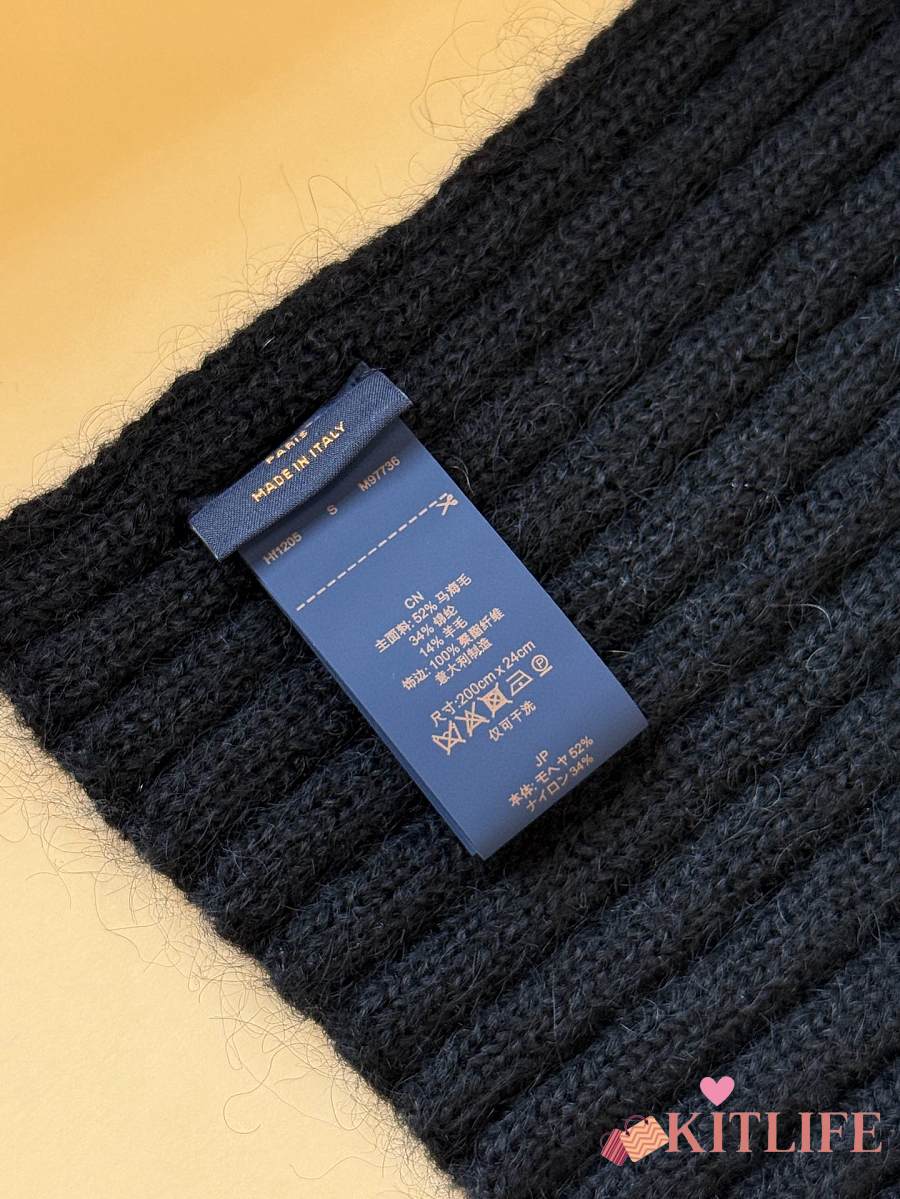 PARIS
MADE IN ITALY
Hf1205 S M97736
CN
主面料: 52% 马海毛
34% 锦纶
14% 羊毛
饰边: 100% 聚酯纤维
意大利制造
尺寸:200cm x 24cm
仅可干洗
JP
本体: モヘヤ 52%
ナイロン 34%
KITLIFE